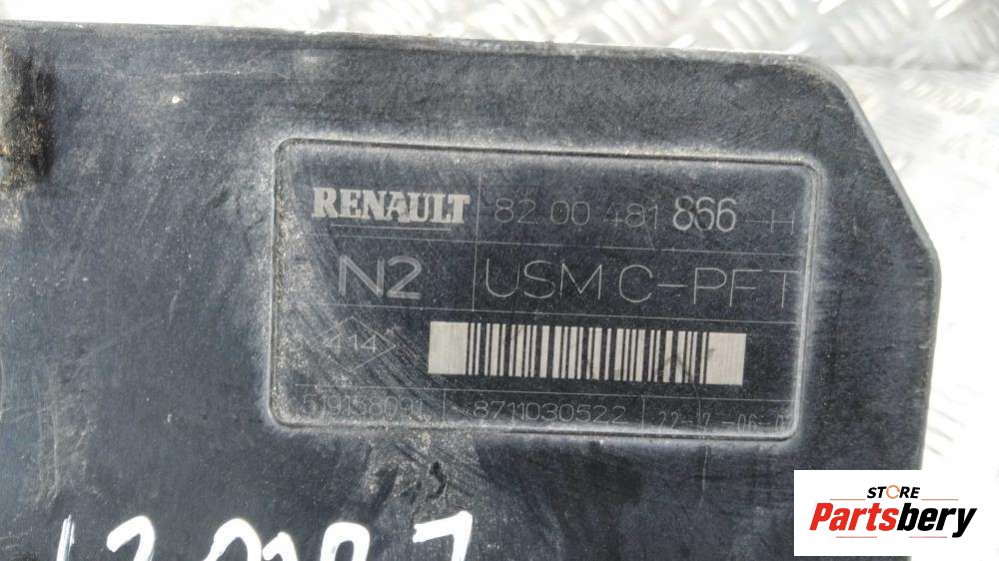 RENAULT 82 00 481 866 -H
N2 USM C-PFT
414
8711030522
STORE
Partsbery